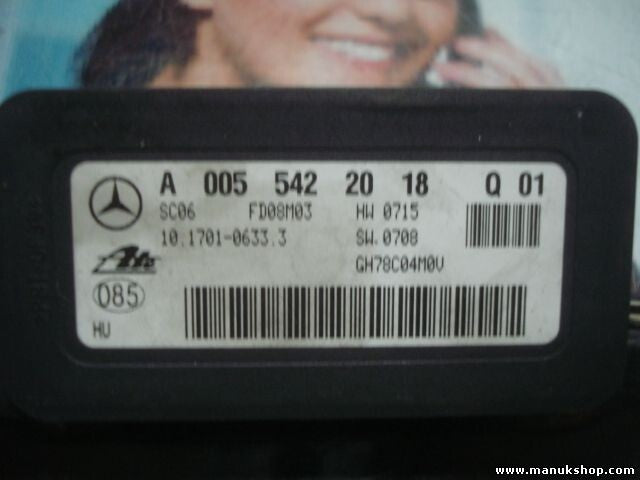 A 005 542 20 18 Q 01
SC06 FD08M03 HW 0715
10.1701-0633.3 SW.0708
Ate GH78C04M0V
085
HU
www.manukshop.com